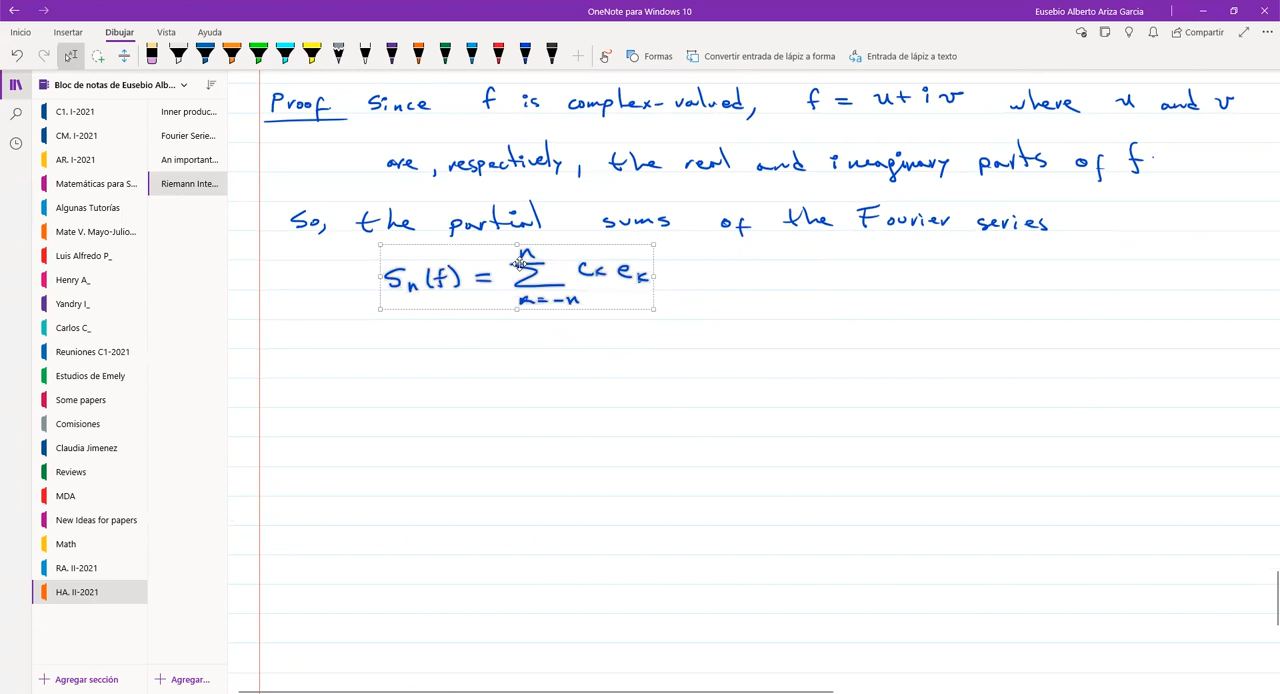 OneNote para Windows 10
Eusebio Alberto Ariza Garcia
Inicio Insertar Dibujar Vista Ayuda
Compartir
Formas Convertir entrada de lápiz a forma Entrada de lápiz a texto
Bloc de notas de Eusebio Alb...
C1. I-2021
CM. I-2021
AR. I-2021
Matemáticas para S...
Algunas Tutorías
Mate V. Mayo-Julio...
Luis Alfredo P_
Henry A_
Yandry I_
Carlos C_
Reuniones C1-2021
Estudios de Emely
Some papers
Comisiones
Claudia Jimenez
Reviews
MDA
New Ideas for papers
Math
RA. II-2021
HA. II-2021
Agregar sección
Inner produc...
Fourier Serie...
An important...
Riemann Inte...
Agregar...
Proof Since f is complex-valued, f = u + i v where u and v
are, respectively, the real and imaginary parts of f.
So, the partial sums of the Fourier series
Sₙ(f) = ∑ⁿ ₖ₌₋ₙ cₖ eₖ